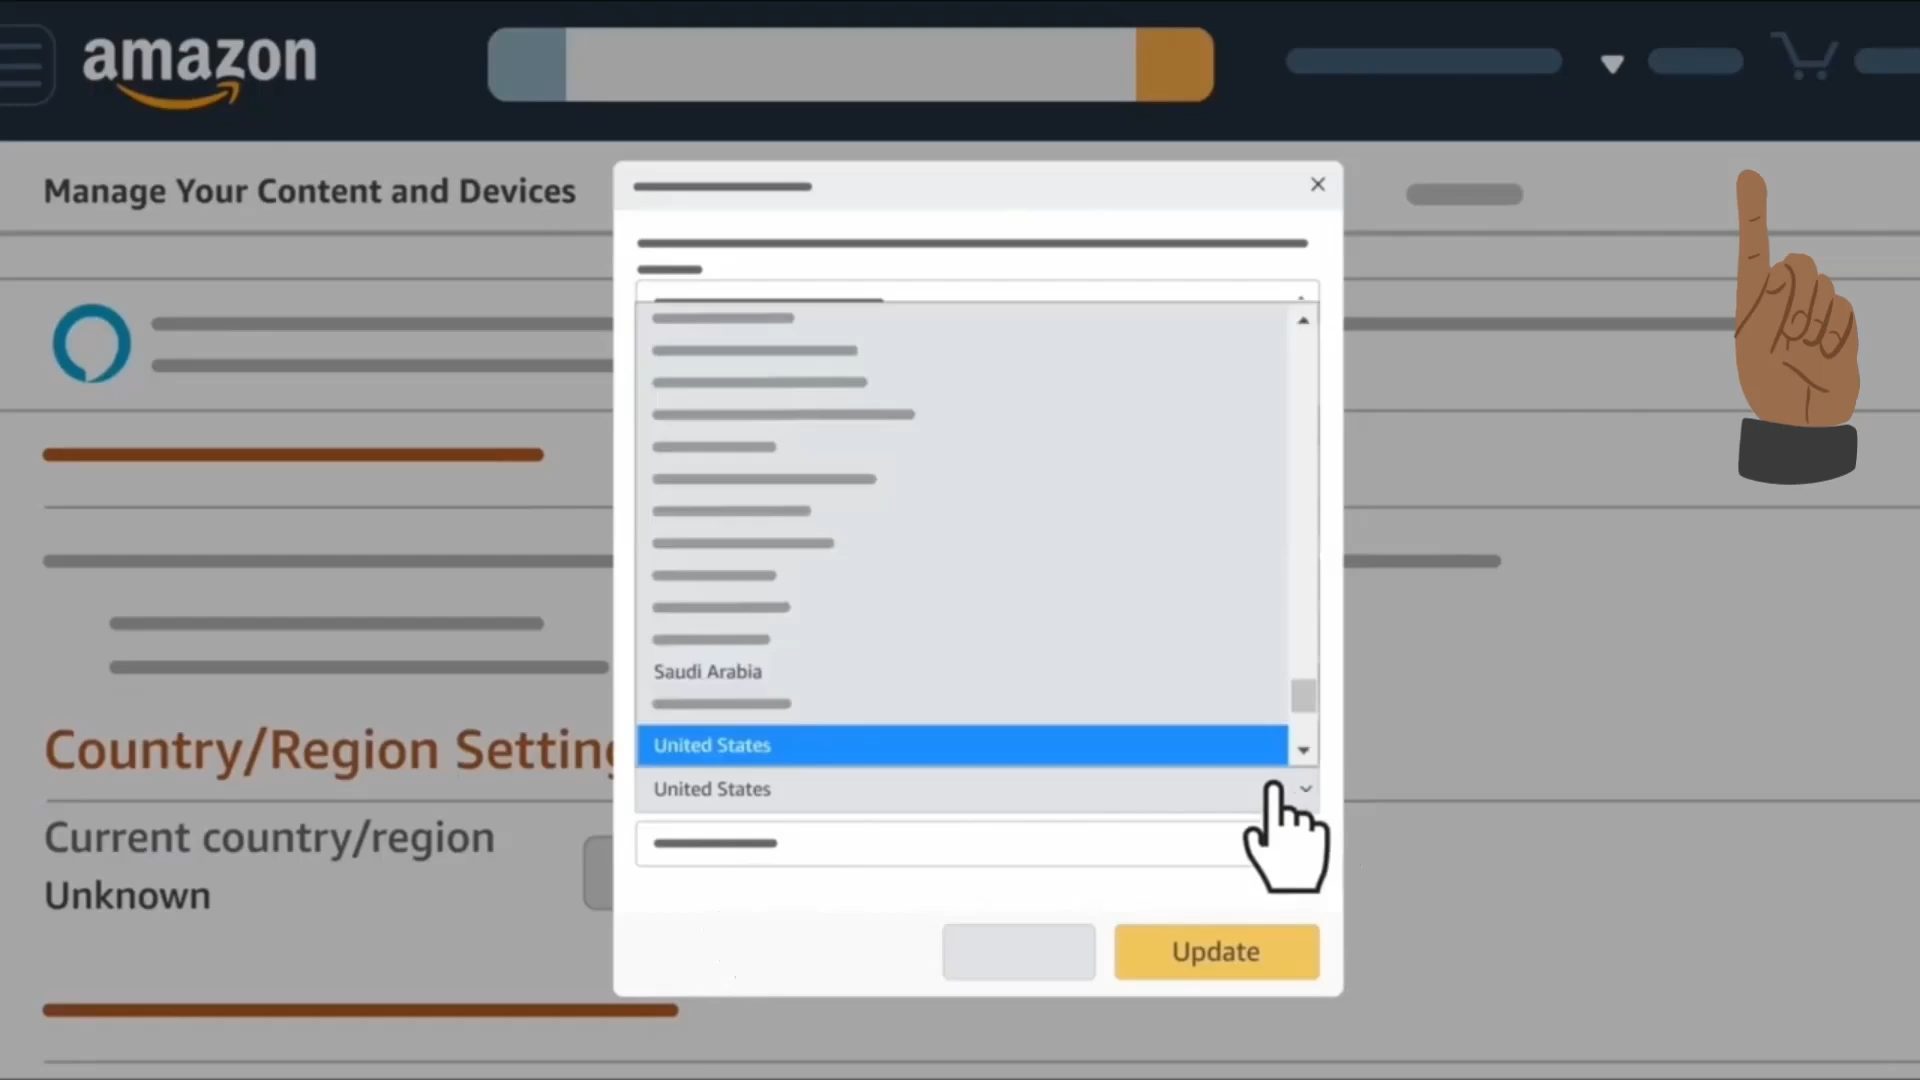 amazon
Manage Your Content and Devices
Saudi Arabia
United States
United States
Country/Region Setting
Current country/region
Unknown
Update